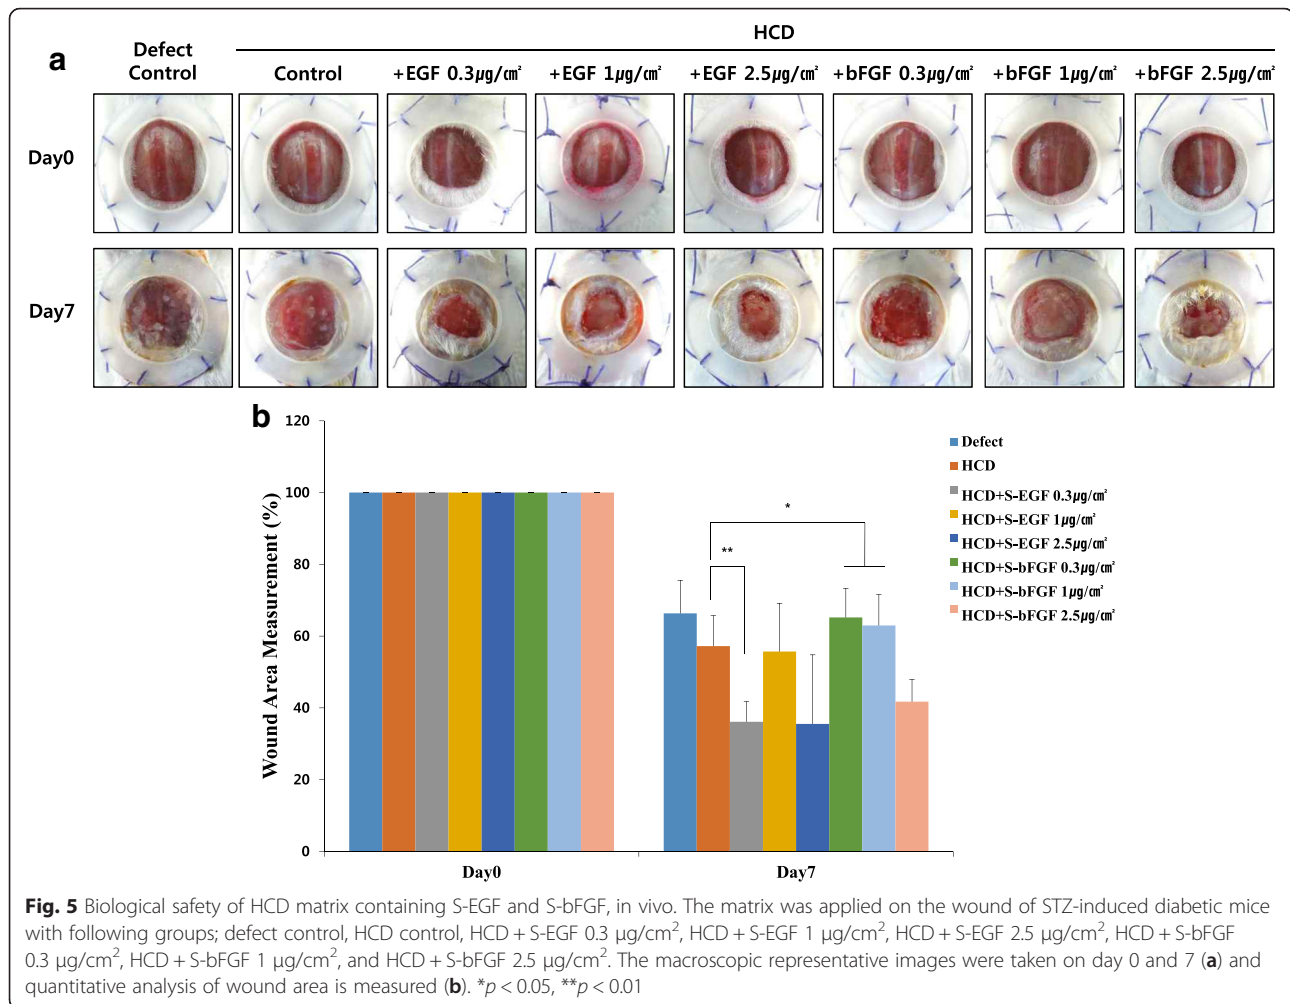 a
HCD
Defect
Control
Control
+EGF 0.3㎍/㎠
+EGF 1㎍/㎠
+EGF 2.5㎍/㎠
+bFGF 0.3㎍/㎠
+bFGF 1㎍/㎠
+bFGF 2.5㎍/㎠
Day0
Day7
b
Wound Area Measurement (%)
120
100
80
60
40
20
0
*
**
Day0
Day7
Defect
HCD
HCD+S-EGF 0.3㎍/㎠
HCD+S-EGF 1㎍/㎠
HCD+S-EGF 2.5㎍/㎠
HCD+S-bFGF 0.3㎍/㎠
HCD+S-bFGF 1㎍/㎠
HCD+S-bFGF 2.5㎍/㎠
Fig. 5 Biological safety of HCD matrix containing S-EGF and S-bFGF, in vivo. The matrix was applied on the wound of STZ-induced diabetic mice
with following groups; defect control, HCD control, HCD + S-EGF 0.3 μg/cm², HCD + S-EGF 1 μg/cm², HCD + S-EGF 2.5 μg/cm², HCD + S-bFGF
0.3 μg/cm², HCD + S-bFGF 1 μg/cm², and HCD + S-bFGF 2.5 μg/cm². The macroscopic representative images were taken on day 0 and 7 (a) and
quantitative analysis of wound area is measured (b). *p < 0.05, **p < 0.01